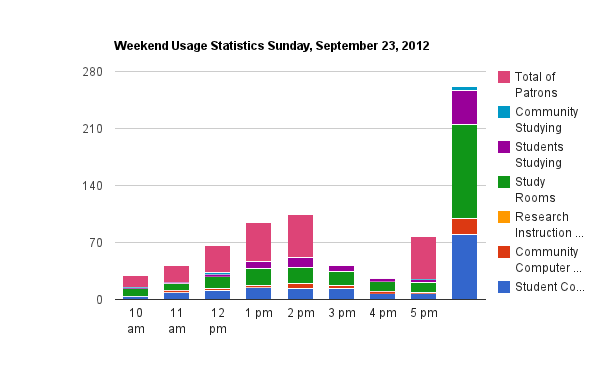 Weekend Usage Statistics Sunday, September 23, 2012
280
210
140
70
0
10
am
11
am
12
pm
1 pm
2 pm
3 pm
4 pm
5 pm
Total of
Patrons
Community
Studying
Students
Studying
Study
Rooms
Research
Instruction ...
Community
Computer ...
Student Co...